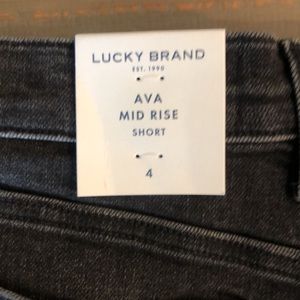 LUCKY BRAND
EST. 1990
AVA
MID RISE
SHORT
4